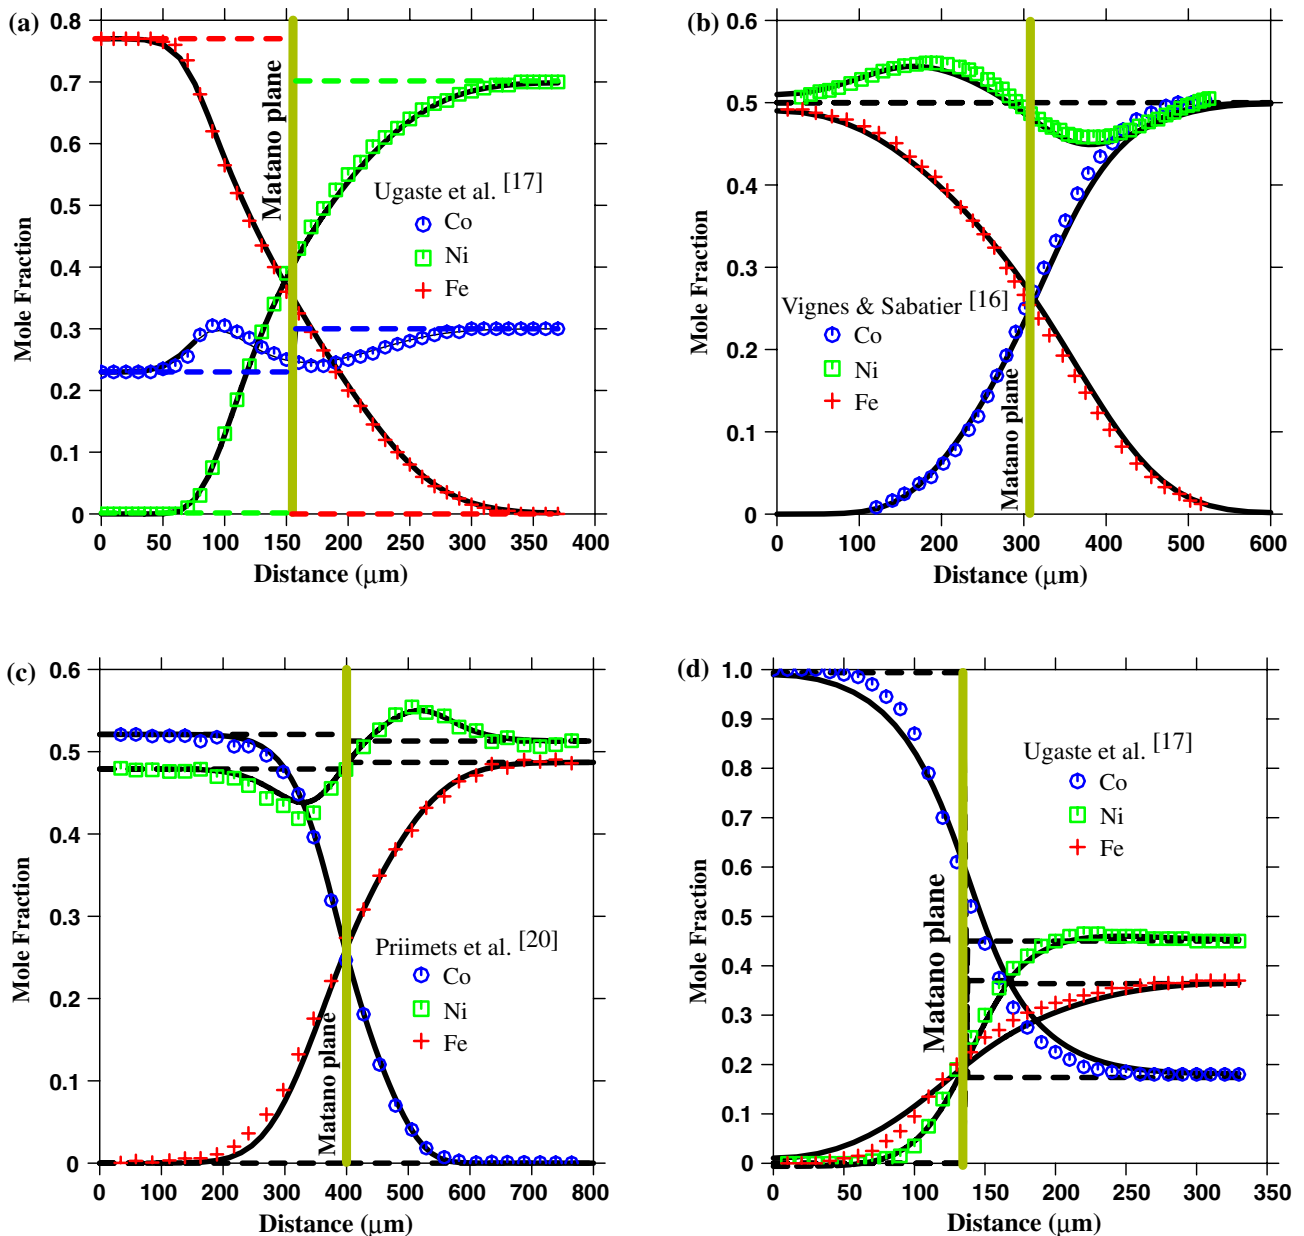 (a)
0.8
0.7
0.6
0.5
0.4
0.3
0.2
0.1
0
Mole Fraction
Matano plane
Ugaste et al. [17]
Co
Ni
Fe
0 50 100 150 200 250 300 350 400
Distance (μm)
(b)
0.6
0.5
0.4
0.3
0.2
0.1
0
Mole Fraction
Vignes & Sabatier [16]
Co
Ni
Fe
Matano plane
0 100 200 300 400 500 600
Distance (μm)
(c)
0.6
0.5
0.4
0.3
0.2
0.1
0
Mole Fraction
Matano plane
Priimets et al. [20]
Co
Ni
Fe
0 100 200 300 400 500 600 700 800
Distance (μm)
(d)
1.0
0.9
0.8
0.7
0.6
0.5
0.4
0.3
0.2
0.1
0
Mole Fraction
Matano plane
Ugaste et al. [17]
Co
Ni
Fe
0 50 100 150 200 250 300 350
Distance (μm)